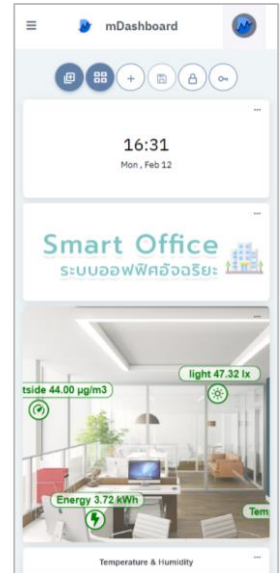 mDashboard
16:31
Mon, Feb 12
Smart Office
ระบบออฟฟิศอัจฉริยะ
light 47.32 lx
tside 44.00 µg/m3
Energy 3.72 kWh
Tem
Temperature & Humidity